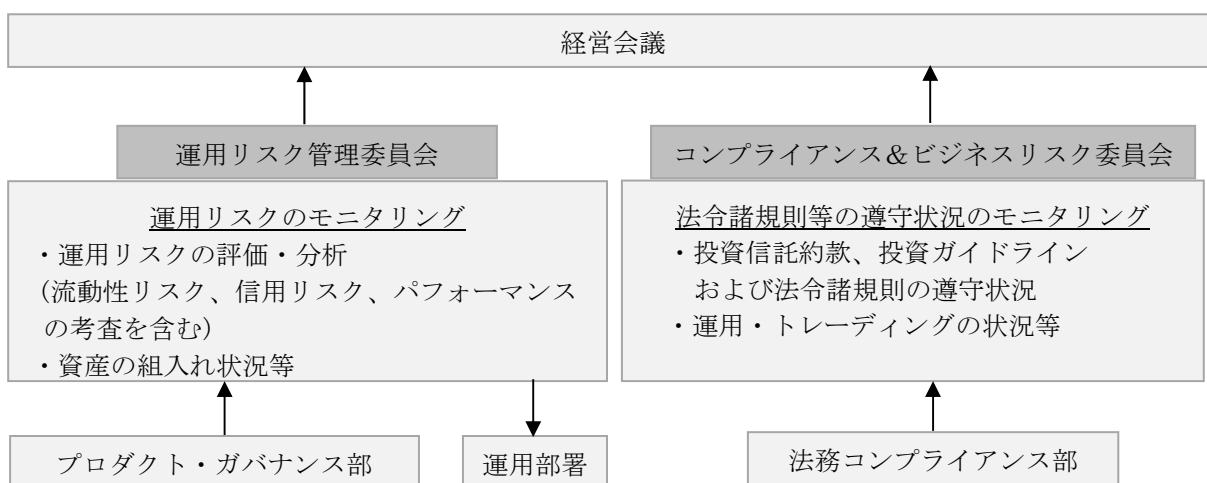 経営会議
運用リスク管理委員会
運用リスクのモニタリング
・運用リスクの評価・分析
(流動性リスク、信用リスク、パフォーマンス
の考査を含む)
・資産の組入れ状況等
プロダクト・ガバナンス部
運用部署
コンプライアンス&ビジネスリスク委員会
法令諸規則等の遵守状況のモニタリング
・投資信託約款、投資ガイドライン
および法令諸規則の遵守状況
・運用・トレーディングの状況等
法務コンプライアンス部